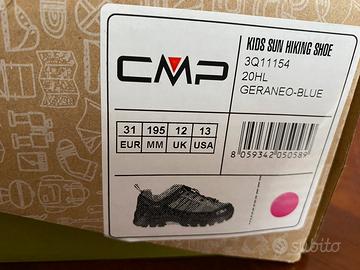 CMP
KIDS SUN HIKING SHOE
3Q11154
20HL
GERANEO-BLUE
31 195 12 13
EUR MM UK USA
8 059342 050589
subito